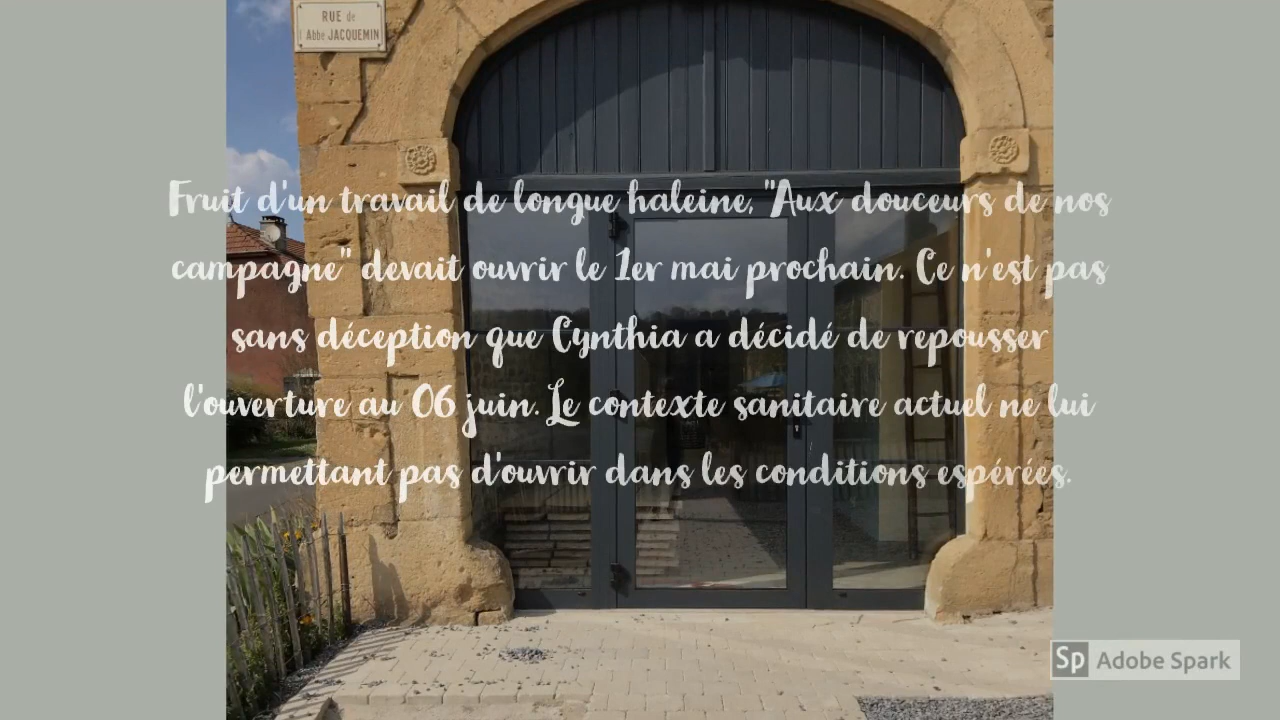 RUE de
l'Abbé JACQUEMIN
Fruit d'un travail de longue haleine, "Aux douceurs de nos
campagne" devait ouvrir le 1er mai prochain. Ce n'est pas
sans déception que Cynthia a décidé de repousser
l'ouverture au 06 juin. Le contexte sanitaire actuel ne lui
permettant pas d'ouvrir dans les conditions espérées.
Sp Adobe Spark